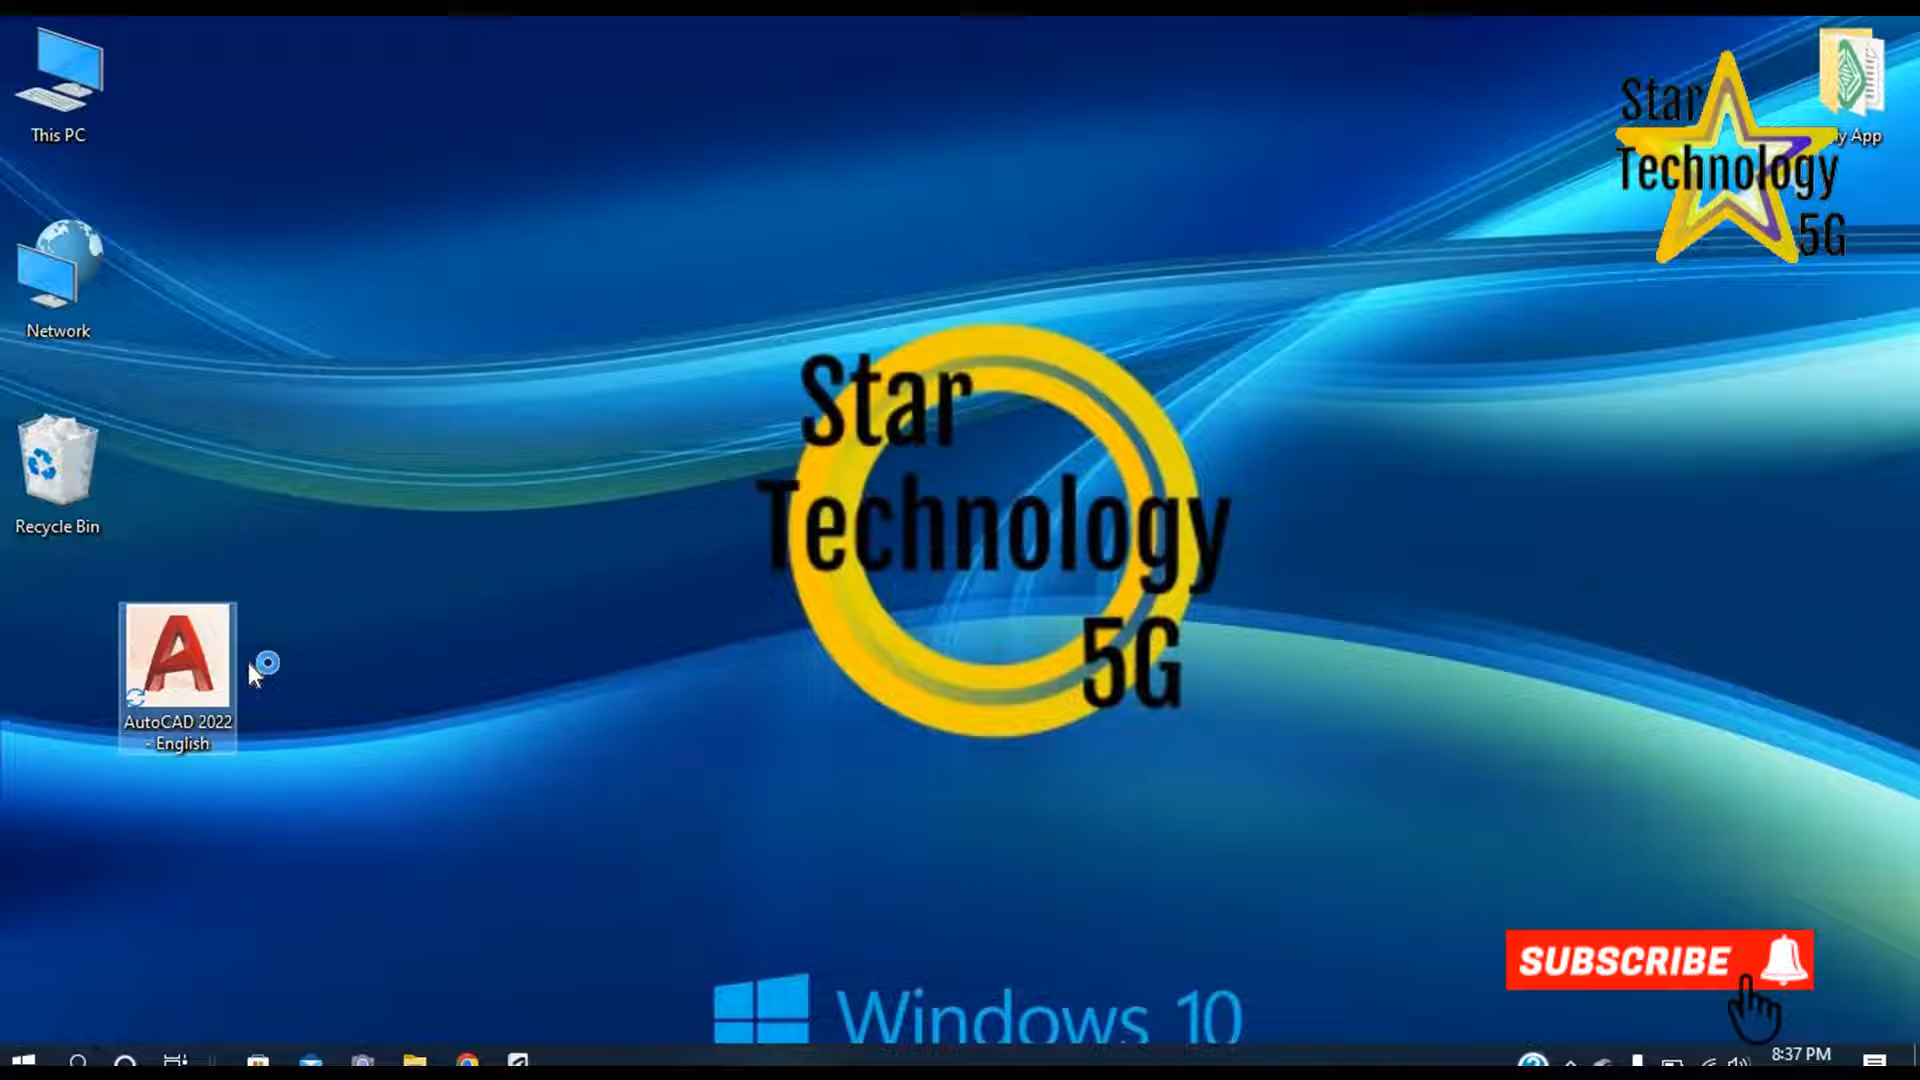 This PC
Network
Recycle Bin
AutoCAD 2022
- English
Star
Technology
5G
Star
Technology
5G
App
SUBSCRIBE
Windows 10
8:37 PM